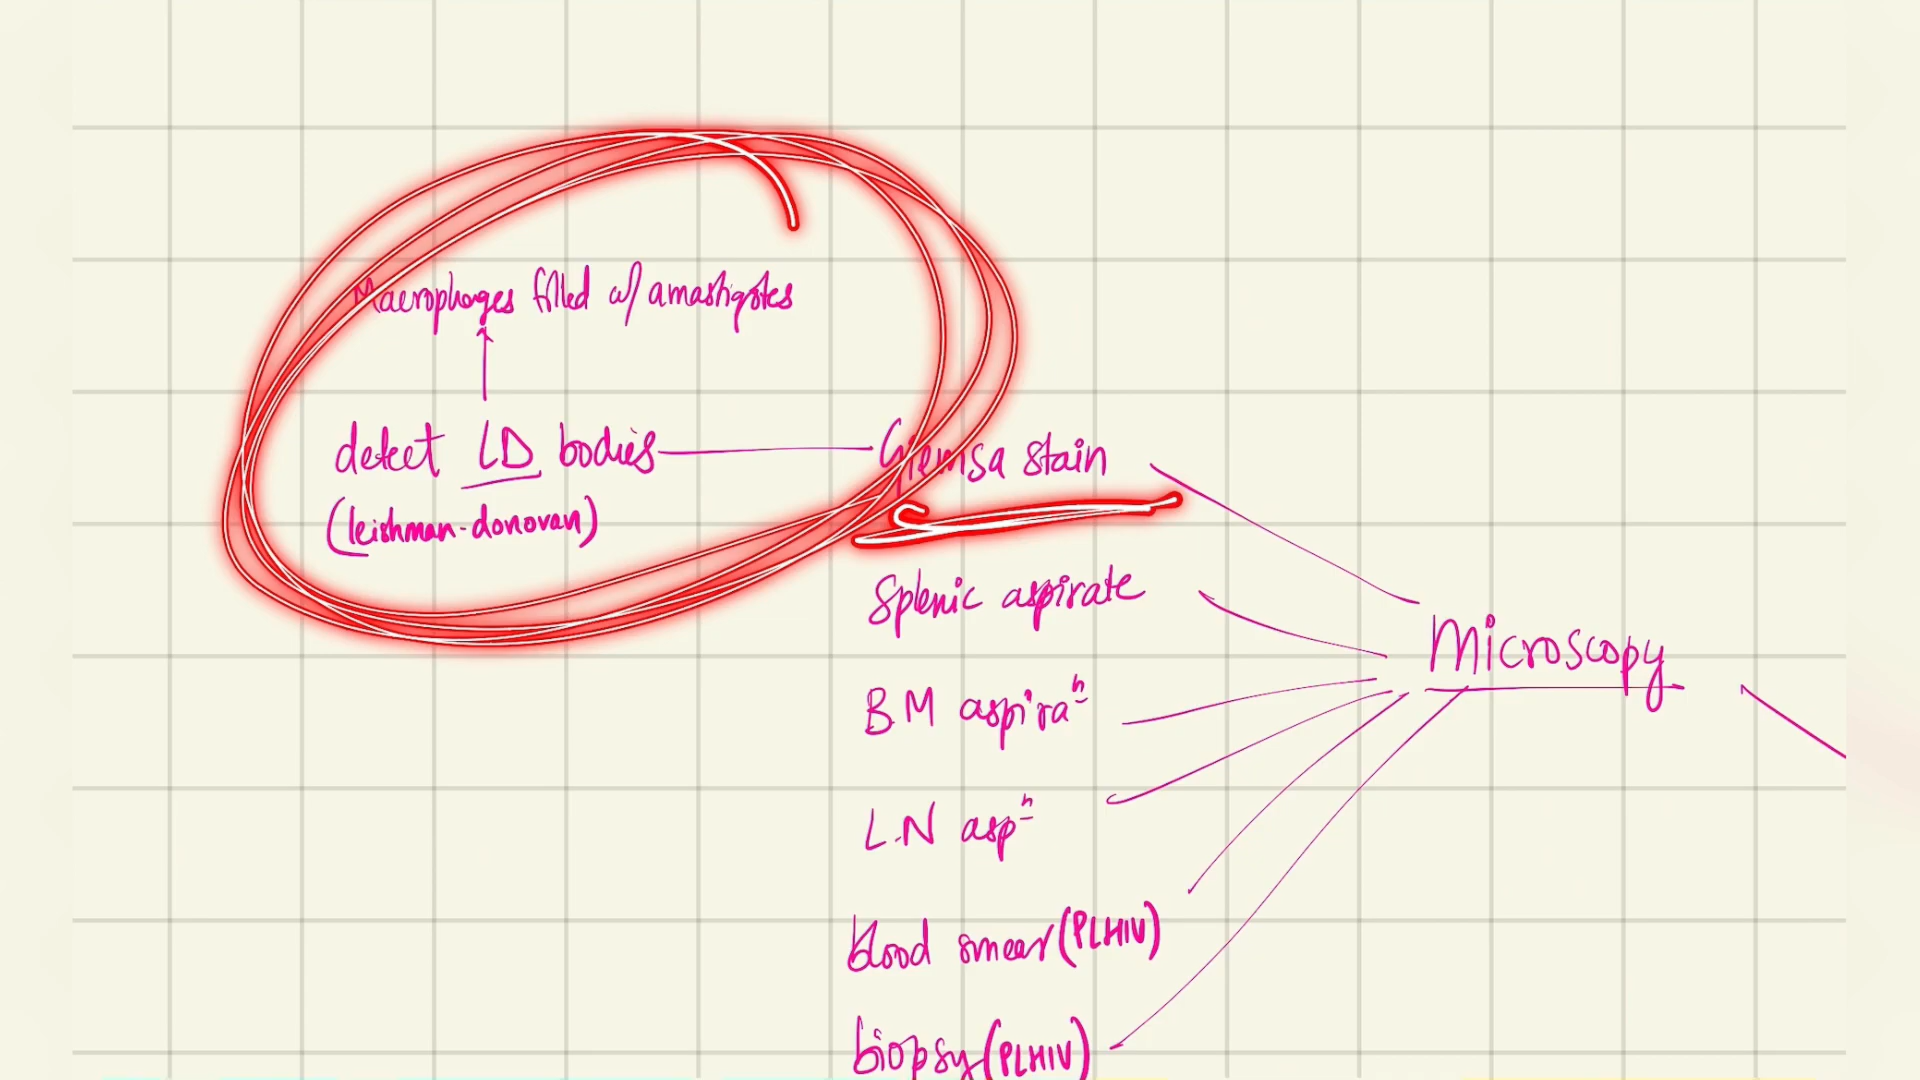 Macrophages filled w/ amastigotes
detect LD bodies
(leishman-donovan)
Giemsa stain
Splenic aspirate
BM aspiraⁿ
LN aspⁿ
blood smear (PLHIV)
biopsy (PLHIV)
Microscopy